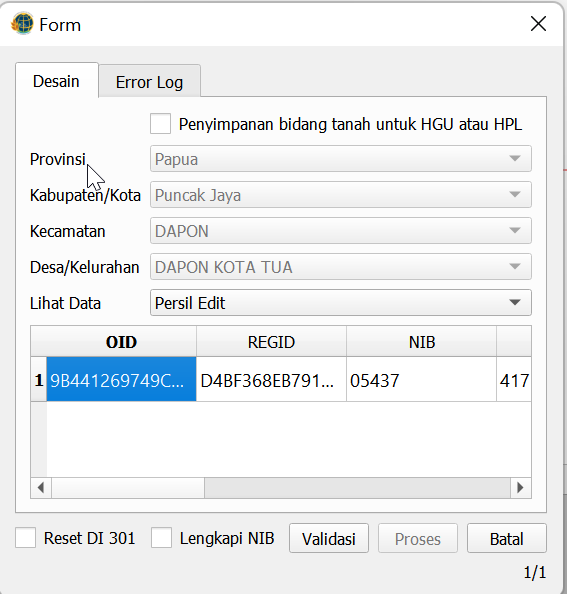 Form
Desain
Error Log
Penyimpanan bidang tanah untuk HGU atau HPL
Provinsi Papua
Kabupaten/Kota Puncak Jaya
Kecamatan DAPON
Desa/Kelurahan DAPON KOTA TUA
Lihat Data Persil Edit
OID REGID NIB
1 9B441269749C... D4BF368EB791... 05437 417
Reset DI 301 Lengkapi NIB Validasi Proses Batal
1/1